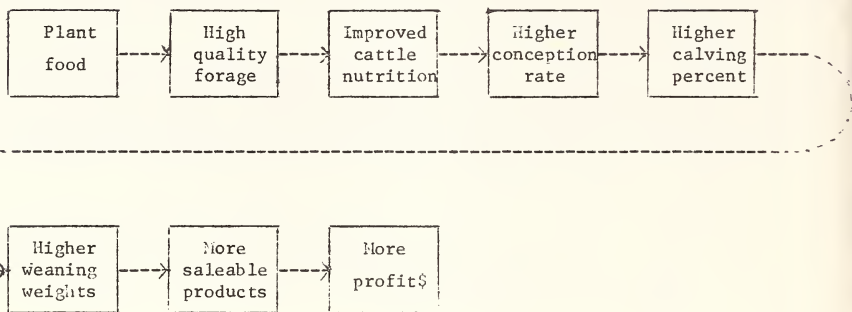 Plant
food
High
quality
forage
Improved
cattle
nutrition
Higher
conception
rate
Higher
calving
percent
Higher
weaning
weights
More
saleable
products
More
profit$